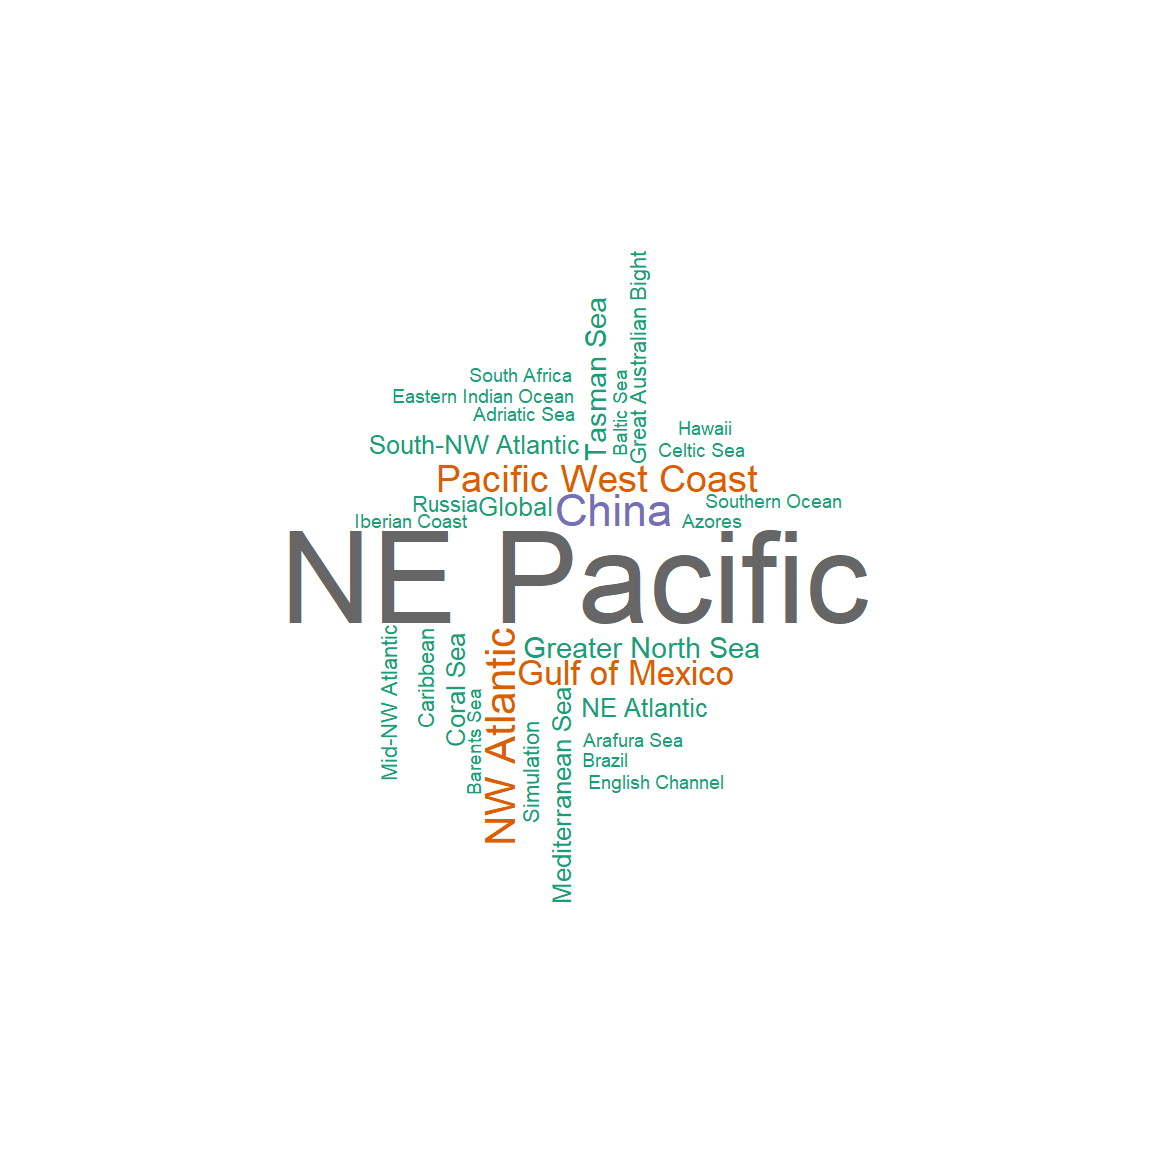 Great Australian Bight
Tasman Sea
Baltic Sea
South Africa
Eastern Indian Ocean
Adriatic Sea
Hawaii
South-NW Atlantic
Celtic Sea
Pacific West Coast
Russia
Global
China
Southern Ocean
Iberian Coast
Azores
NE Pacific
Mid-NW Atlantic
Caribbean
Coral Sea
Barents Sea
NW Atlantic
Greater North Sea
Gulf of Mexico
Simulation
Mediterranean Sea
NE Atlantic
Arafura Sea
Brazil
English Channel